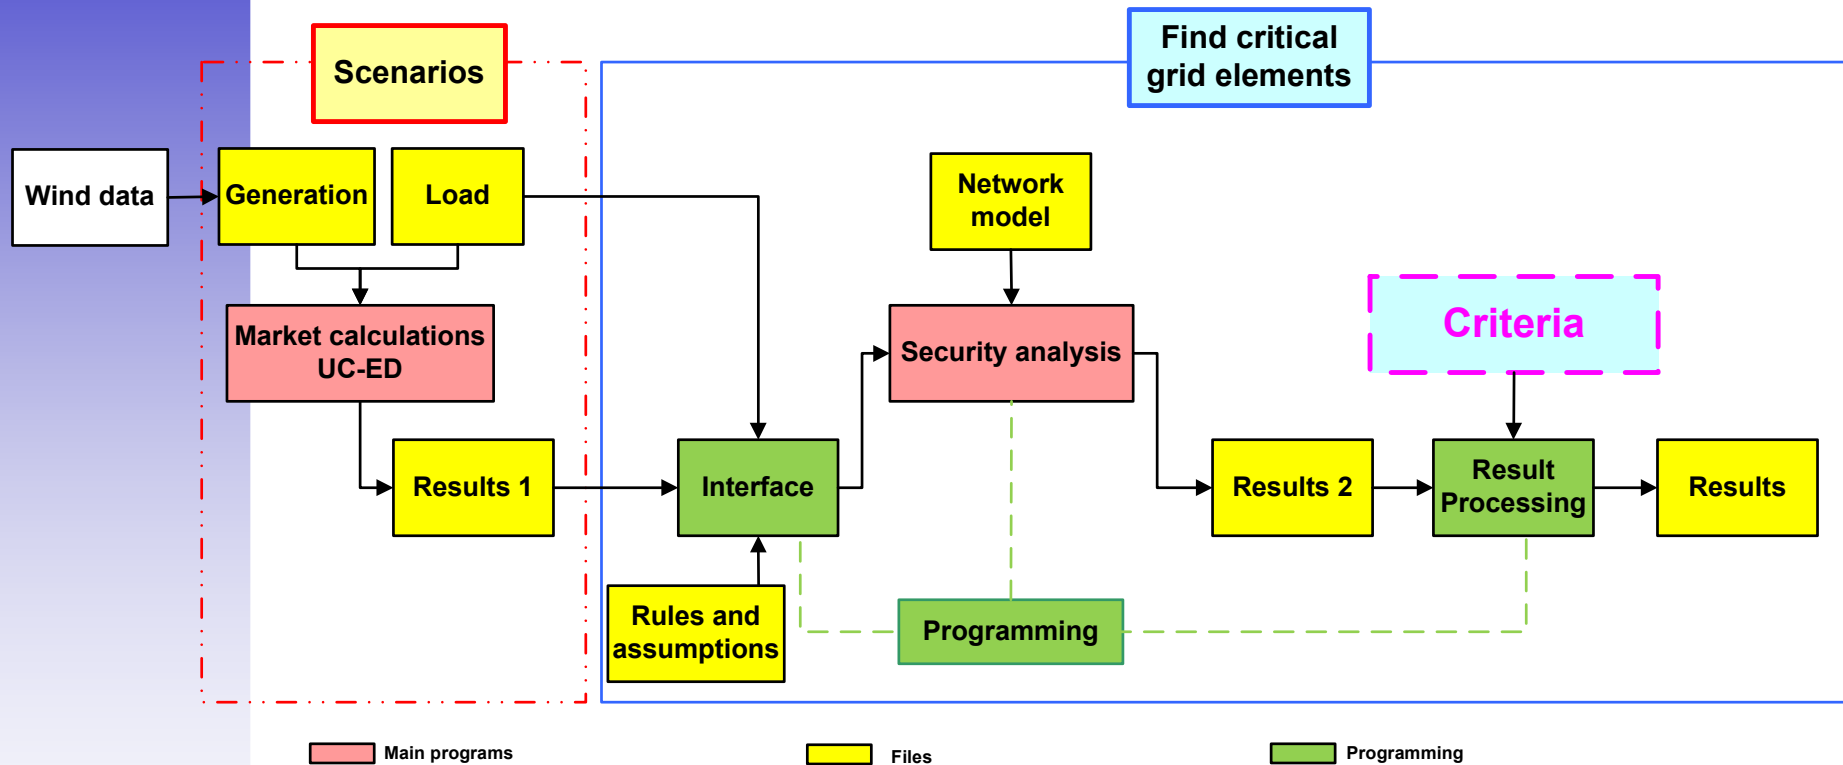 Find critical
grid elements
Scenarios
Wind data
Generation
Load
Network
model
Market calculations
UC-ED
Security analysis
Criteria
Results 1
Interface
Results 2
Result
Processing
Results
Rules and
assumptions
Programming
Main programs
Files
Programming